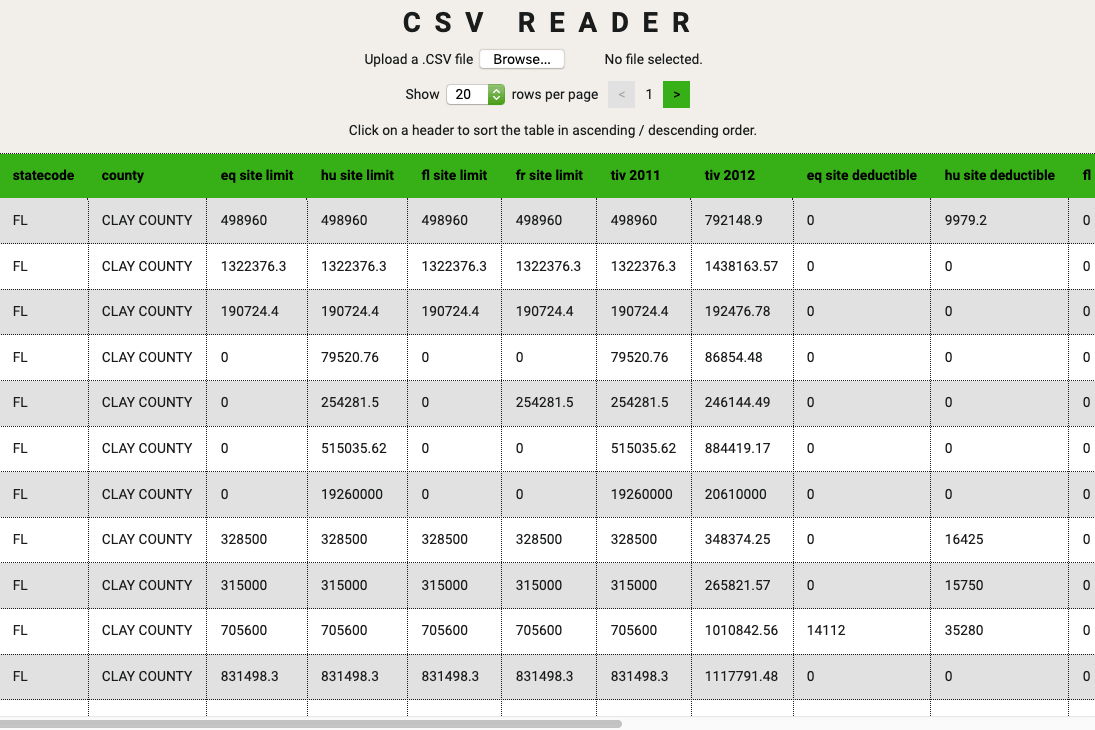 CSV READER
Upload a .CSV file Browse... No file selected.
Show 20 rows per page < 1 >
Click on a header to sort the table in ascending / descending order.
statecode county eq site limit hu site limit fl site limit fr site limit tiv 2011 tiv 2012 eq site deductible hu site deductible fl
FL CLAY COUNTY 498960 498960 498960 498960 498960 792148.9 0 9979.2 0
FL CLAY COUNTY 1322376.3 1322376.3 1322376.3 1322376.3 1322376.3 1438163.57 0 0 0
FL CLAY COUNTY 190724.4 190724.4 190724.4 190724.4 190724.4 192476.78 0 0 0
FL CLAY COUNTY 0 79520.76 0 0 79520.76 86854.48 0 0 0
FL CLAY COUNTY 0 254281.5 0 254281.5 254281.5 246144.49 0 0 0
FL CLAY COUNTY 0 515035.62 0 0 515035.62 884419.17 0 0 0
FL CLAY COUNTY 0 19260000 0 0 19260000 20610000 0 0 0
FL CLAY COUNTY 328500 328500 328500 328500 328500 348374.25 0 16425 0
FL CLAY COUNTY 315000 315000 315000 315000 315000 265821.57 0 15750 0
FL CLAY COUNTY 705600 705600 705600 705600 705600 1010842.56 14112 35280 0
FL CLAY COUNTY 831498.3 831498.3 831498.3 831498.3 831498.3 1117791.48 0 0 0